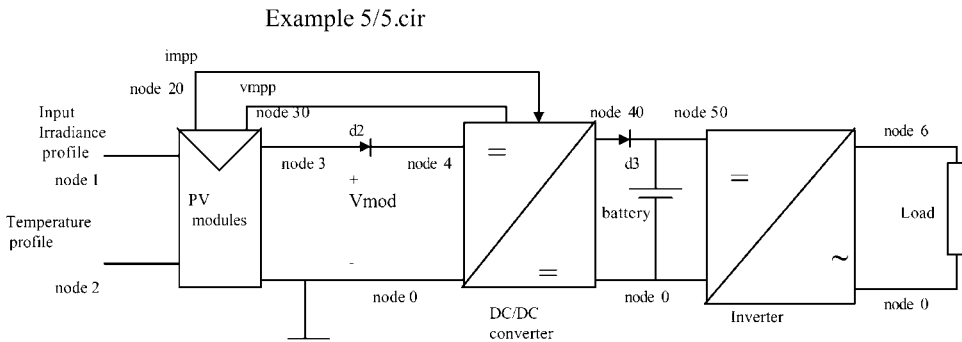 Example 5/5.cir
impp
node 20
vmpp
node 30
Input
Irradiance
profile
node 1
d2
node 3
node 4
node 40
node 50
d3
node 6
+
Vmod
-
PV
modules
Temperature
profile
node 2
=
=
battery
=
~
Load
node 0
node 0
node 0
DC/DC
converter
Inverter